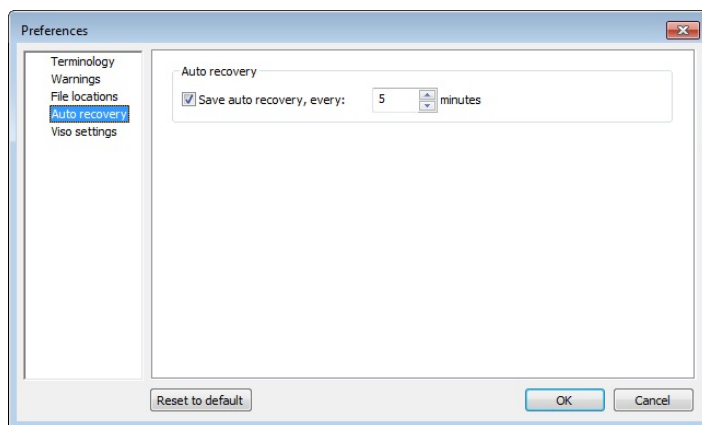 Preferences
Terminology
Warnings
File locations
Auto recovery
Viso settings
Auto recovery
Save auto recovery, every: 5 minutes
Reset to default
OK
Cancel